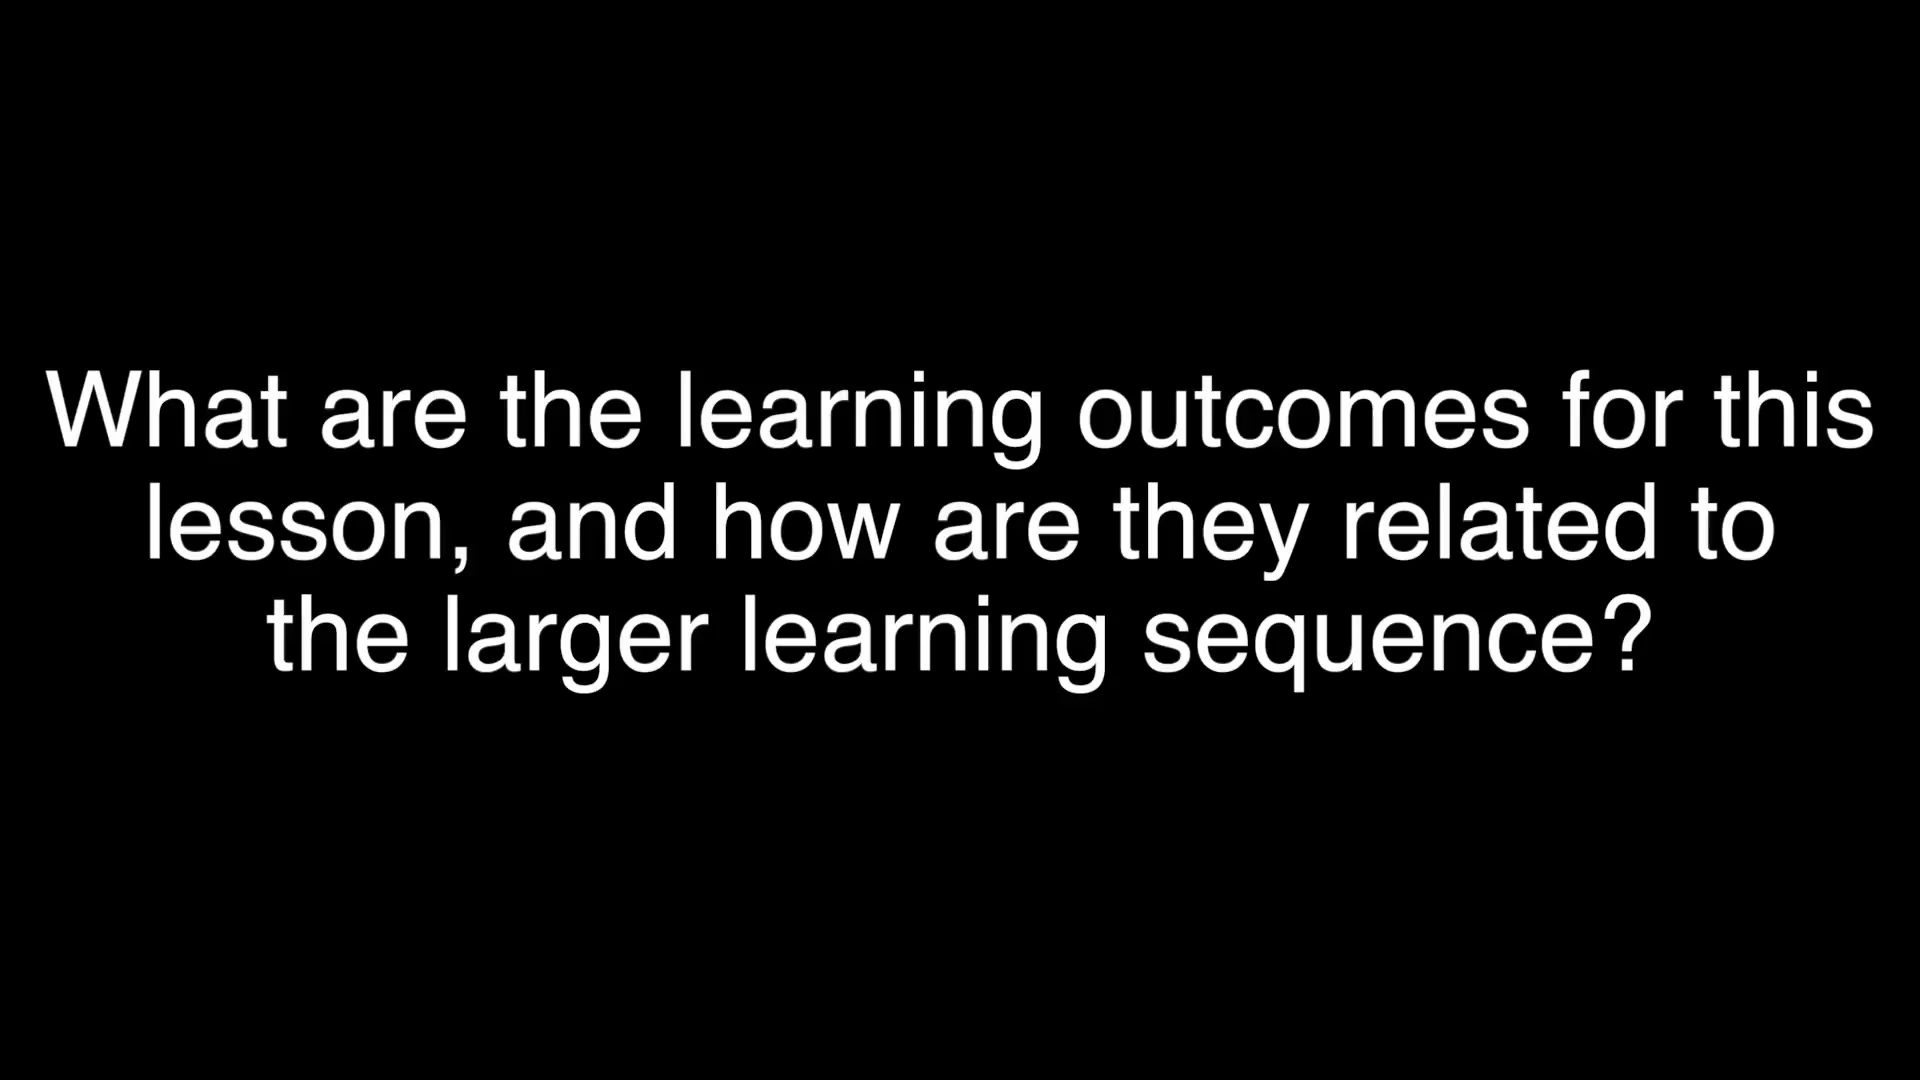 What are the learning outcomes for this
lesson, and how are they related to
the larger learning sequence?